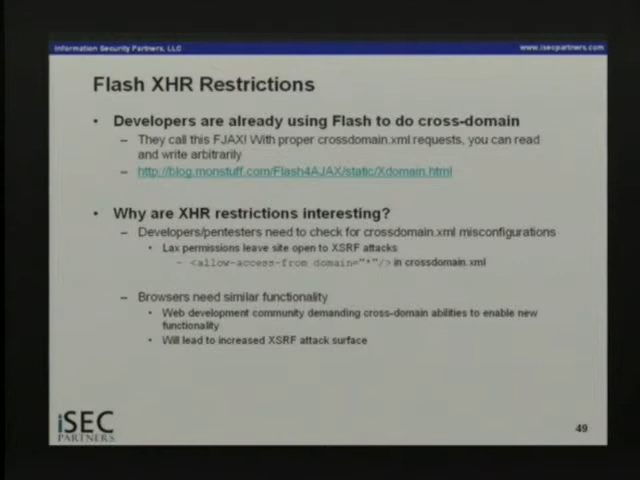 Information Security Partners, LLC
www.isecpartners.com
Flash XHR Restrictions
• Developers are already using Flash to do cross-domain
– They call this FJAX! With proper crossdomain.xml requests, you can read
and write arbitrarily
– http://blog.monstuff.com/Flash4AJAX/static/Xdomain.html
• Why are XHR restrictions interesting?
– Developers/pentesters need to check for crossdomain.xml misconfigurations
• Lax permissions leave site open to XSRF attacks
– <allow-access-from domain="*"/> in crossdomain.xml
– Browsers need similar functionality
• Web development community demanding cross-domain abilities to enable new
functionality
• Will lead to increased XSRF attack surface
iSEC
PARTNERS
49